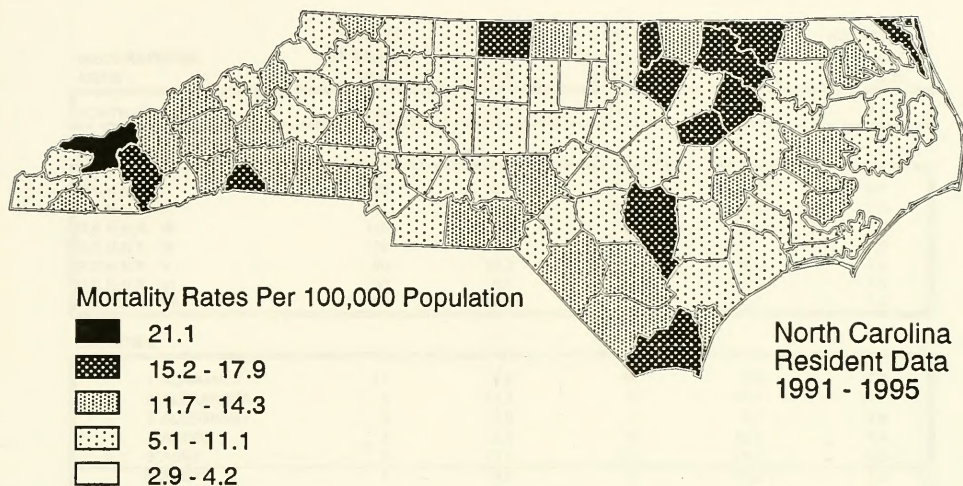 Mortality Rates Per 100,000 Population
21.1
15.2 - 17.9
11.7 - 14.3
5.1 - 11.1
2.9 - 4.2
North Carolina
Resident Data
1991 - 1995